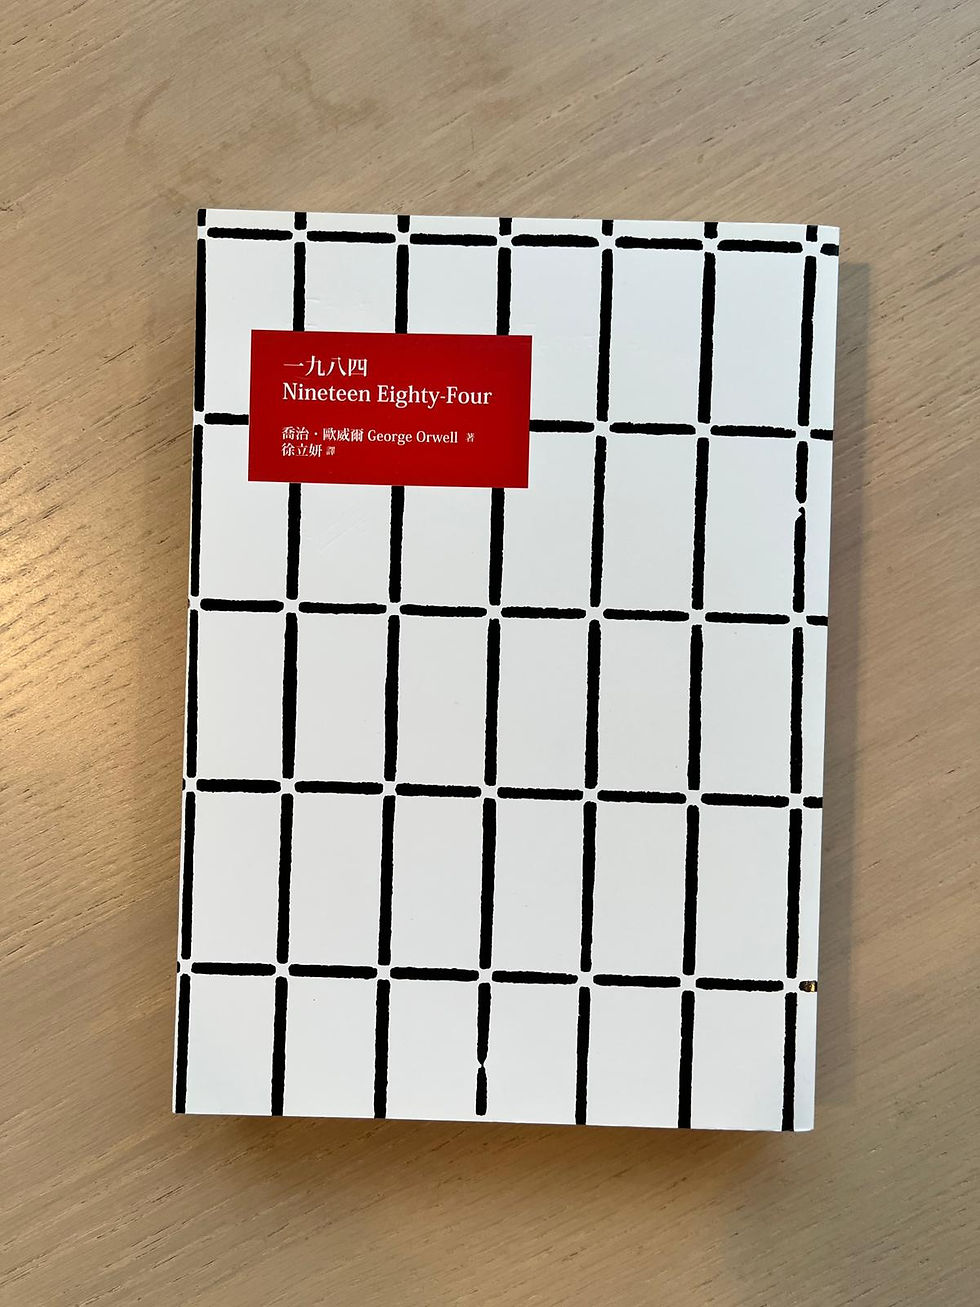 一九八四
Nineteen Eighty-Four
喬治・歐威爾 George Orwell 著
徐立妍 譯